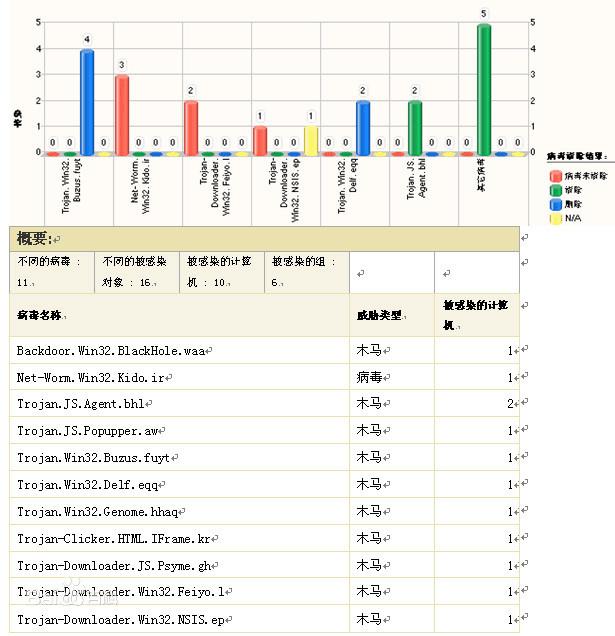 5 5
5
4 4
4
3 3
3
2 2
2 2 2
1 1
1 1
0 0 0 0 0 0 0 0 0 0 0 0 0 0 0 0 0 0 0 0 0 0
Trojan. Win32. Buzus. fuyt
Net- Worm. Win32. Kido. ir
Trojan- Downloader. Win32. Feiyo. l
Trojan- Downloader. Win32. NSIS. ep
Trojan. Win32. Delf. eqq
Trojan. JS. Agent. bhl
其它病毒
病毒清除结果:
病毒未清除
清除
删除
N/A
概要:
不同的病毒 : 11.
不同的被感染对象 : 16.
被感染的计算机 : 10.
被感染的组 : 6.
病毒名称 威胁类型 被感染的计算机
Backdoor.Win32.BlackHole.waa 木马 1
Net-Worm.Win32.Kido.ir 病毒 1
Trojan.JS.Agent.bhl 木马 2
Trojan.JS.Popupper.aw 木马 1
Trojan.Win32.Buzus.fuyt 木马 1
Trojan.Win32.Delf.eqq 木马 1
Trojan.Win32.Genome.hhaq 木马 1
Trojan-Clicker.HTML.IFrame.kr 木马 1
Trojan-Downloader.JS.Psyme.gh 木马 1
Trojan-Downloader.Win32.Feiyo.l 木马 1
Trojan-Downloader.Win32.NSIS.ep 木马 1